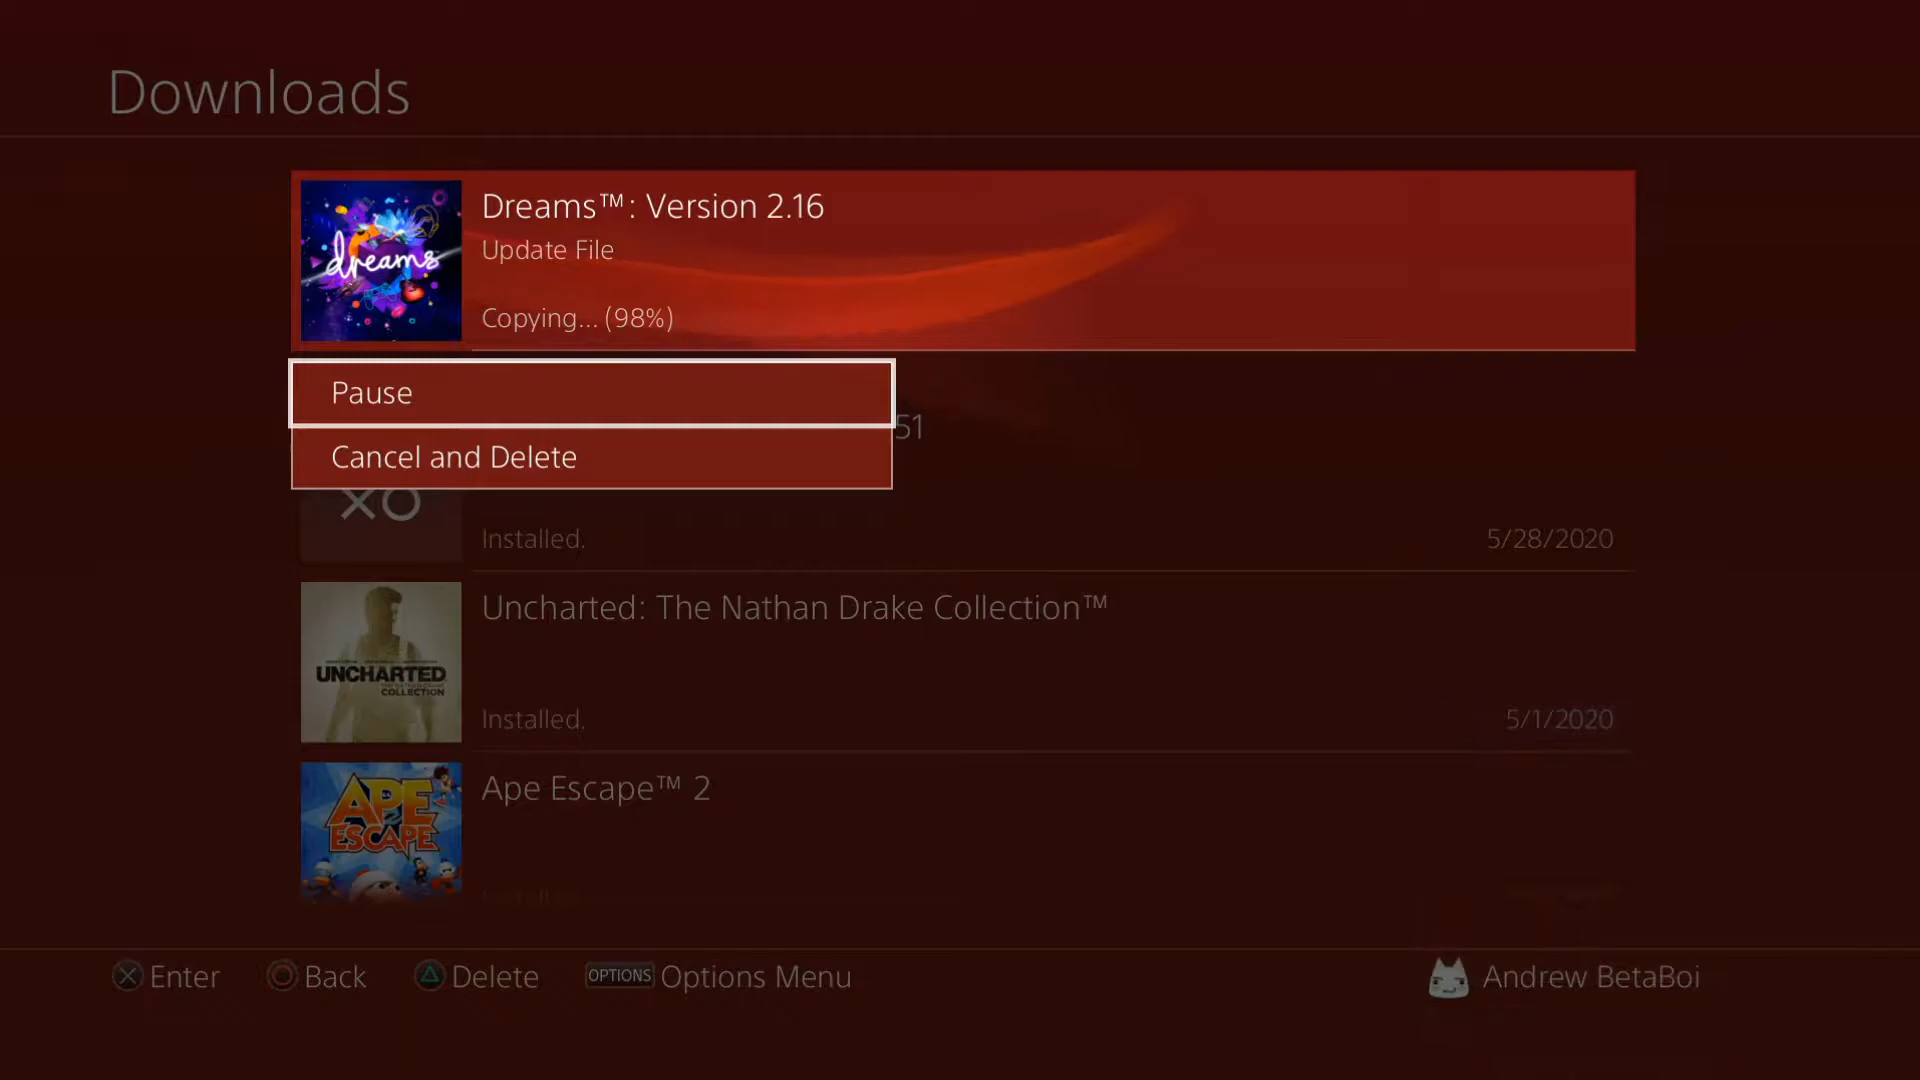 Downloads
dreams
Dreams™: Version 2.16
Update File
Copying... (98%)
Pause
51
Cancel and Delete
Installed.
5/28/2020
UNCHARTED
COLLECTION
Uncharted: The Nathan Drake Collection™
Installed.
5/1/2020
APE
ESCAPE
2
Ape Escape™ 2
Enter
Back
Delete
OPTIONS
Options Menu
Andrew BetaBoi